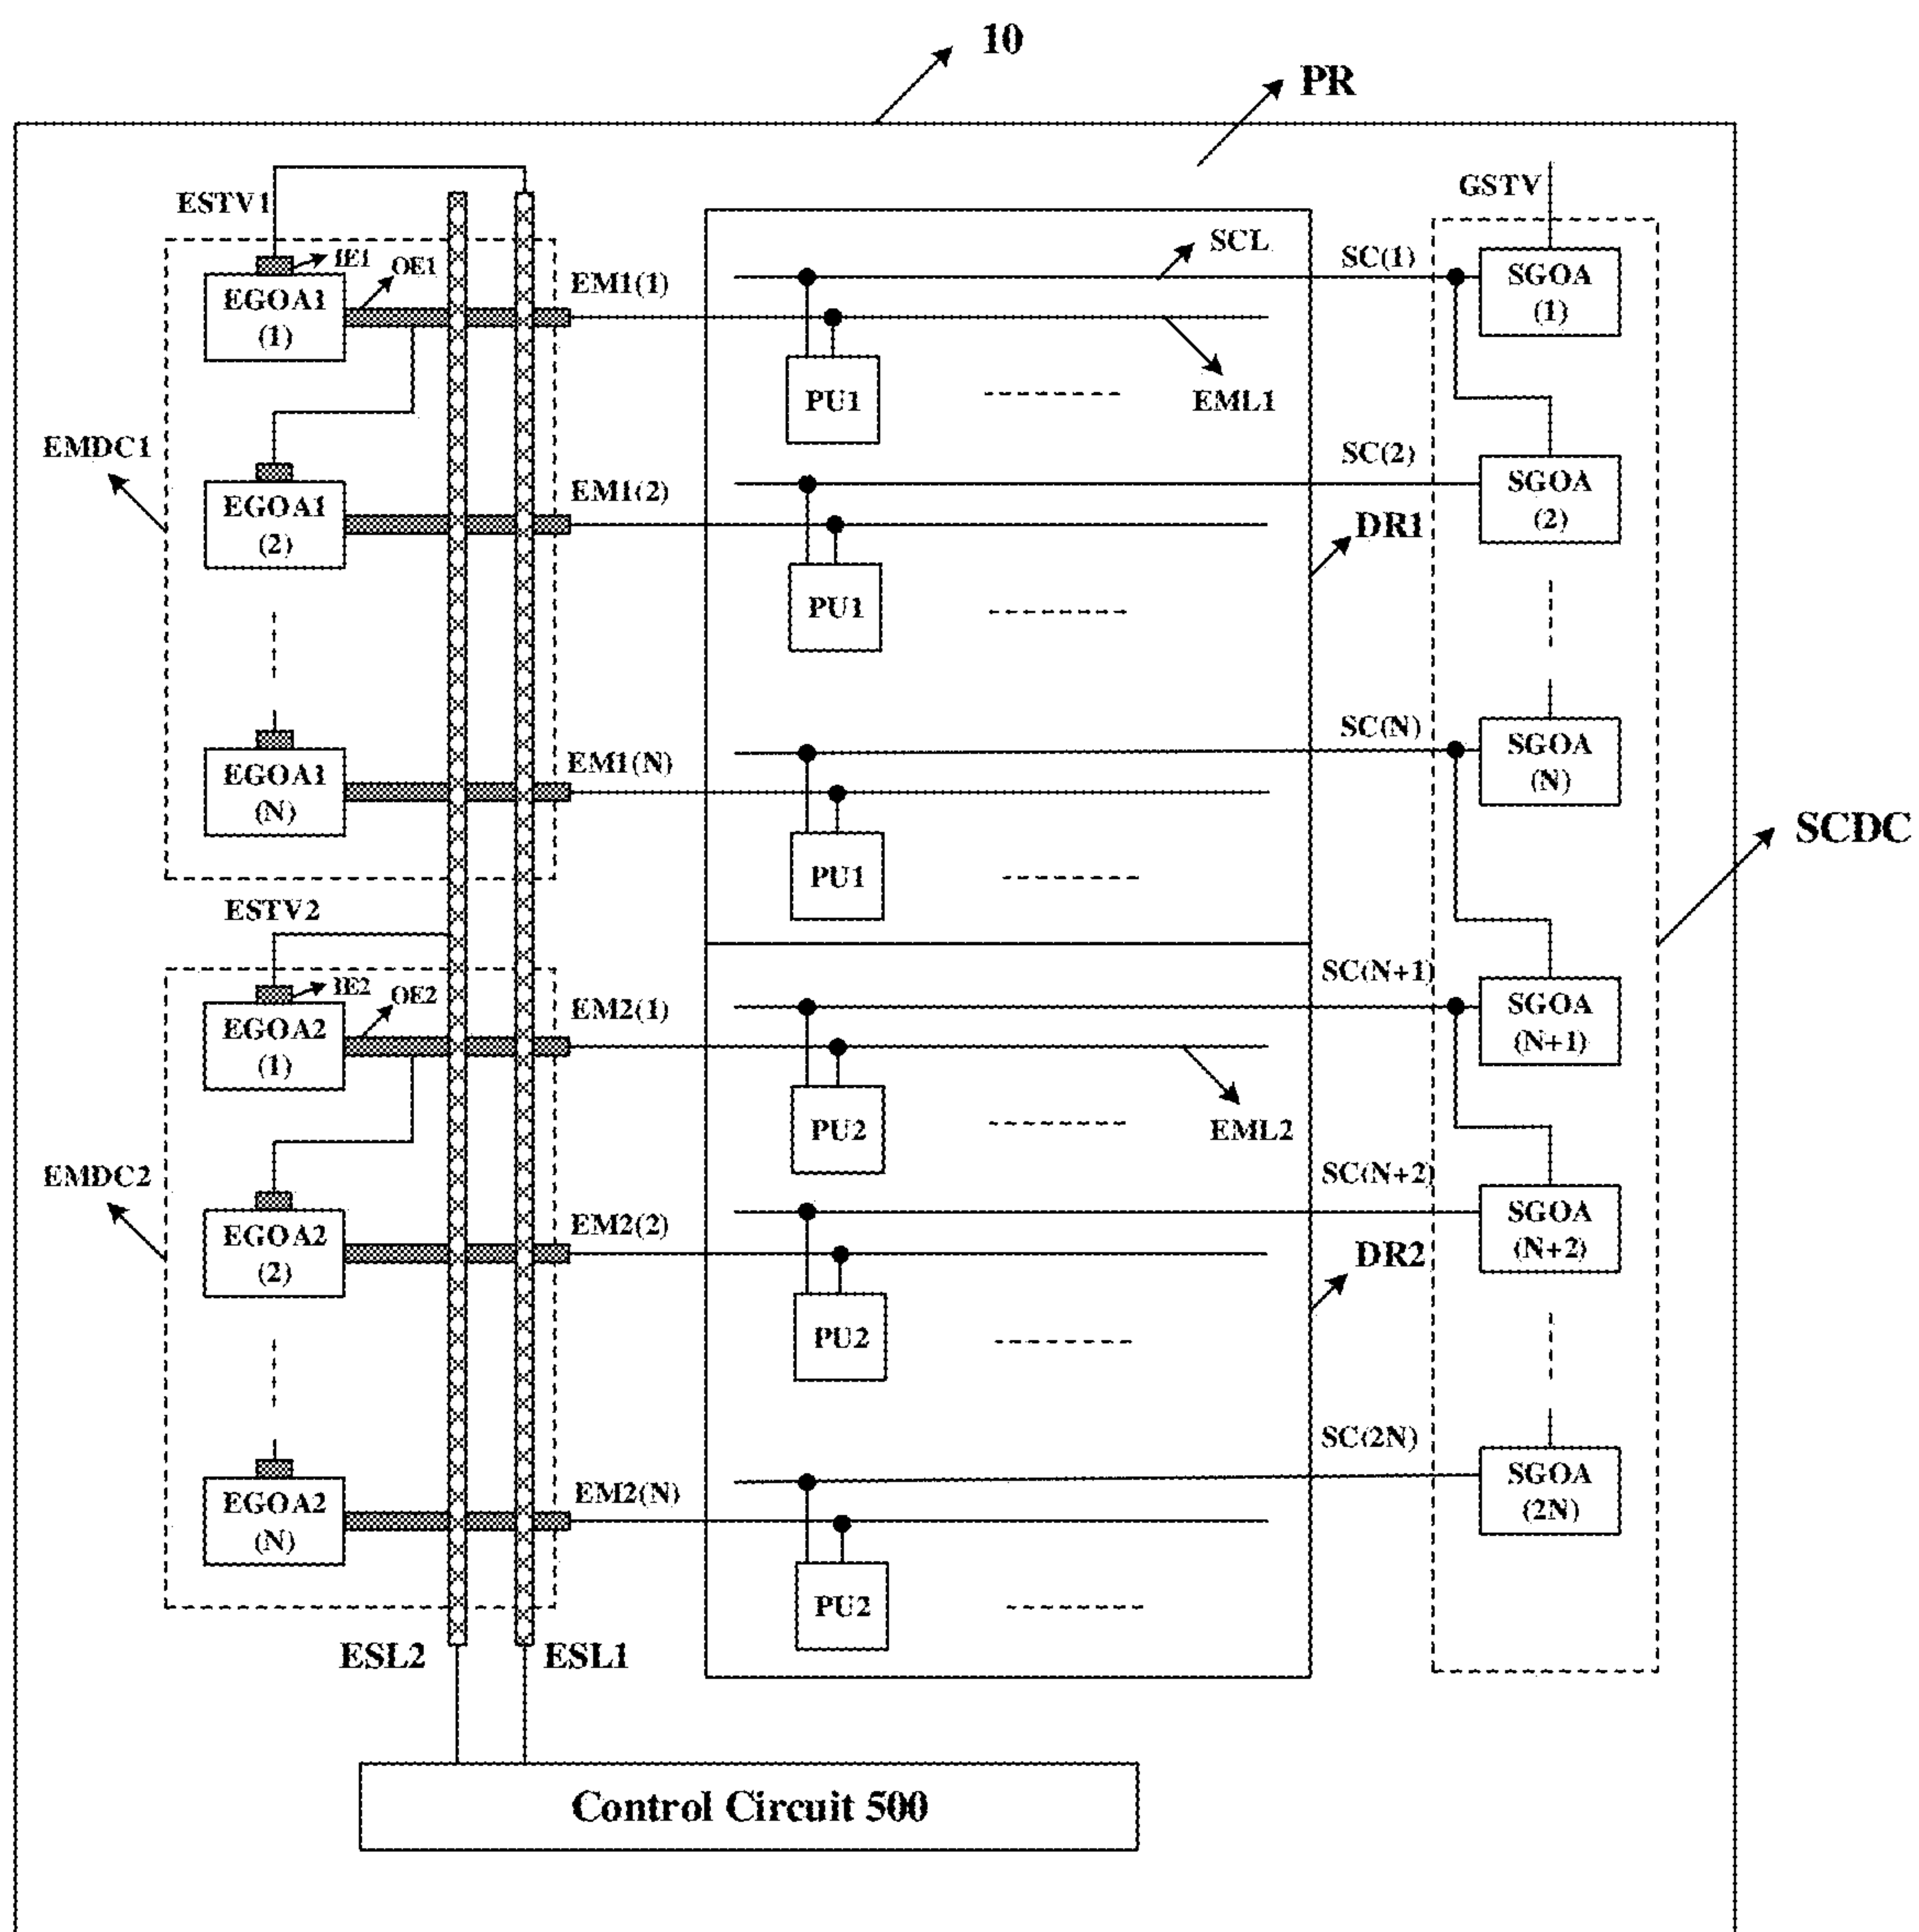 10
PR
ESTV1
GSTV
IE1
OE1
SCL
SC(1)
EM1(1)
EGOA1
(1)
SGOA
(1)
PU1
EML1
EMDC1
SC(2)
EM1(2)
EGOA1
(2)
SGOA
(2)
DR1
PU1
SC(N)
EM1(N)
EGOA1
(N)
SGOA
(N)
SCDC
PU1
ESTV2
SC(N+1)
IE2
OE2
EM2(1)
EGOA2
(1)
SGOA
(N+1)
PU2
EML2
EMDC2
SC(N+2)
EM2(2)
EGOA2
(2)
SGOA
(N+2)
DR2
PU2
SC(2N)
EM2(N)
EGOA2
(N)
SGOA
(2N)
PU2
ESL2
ESL1
Control Circuit 500